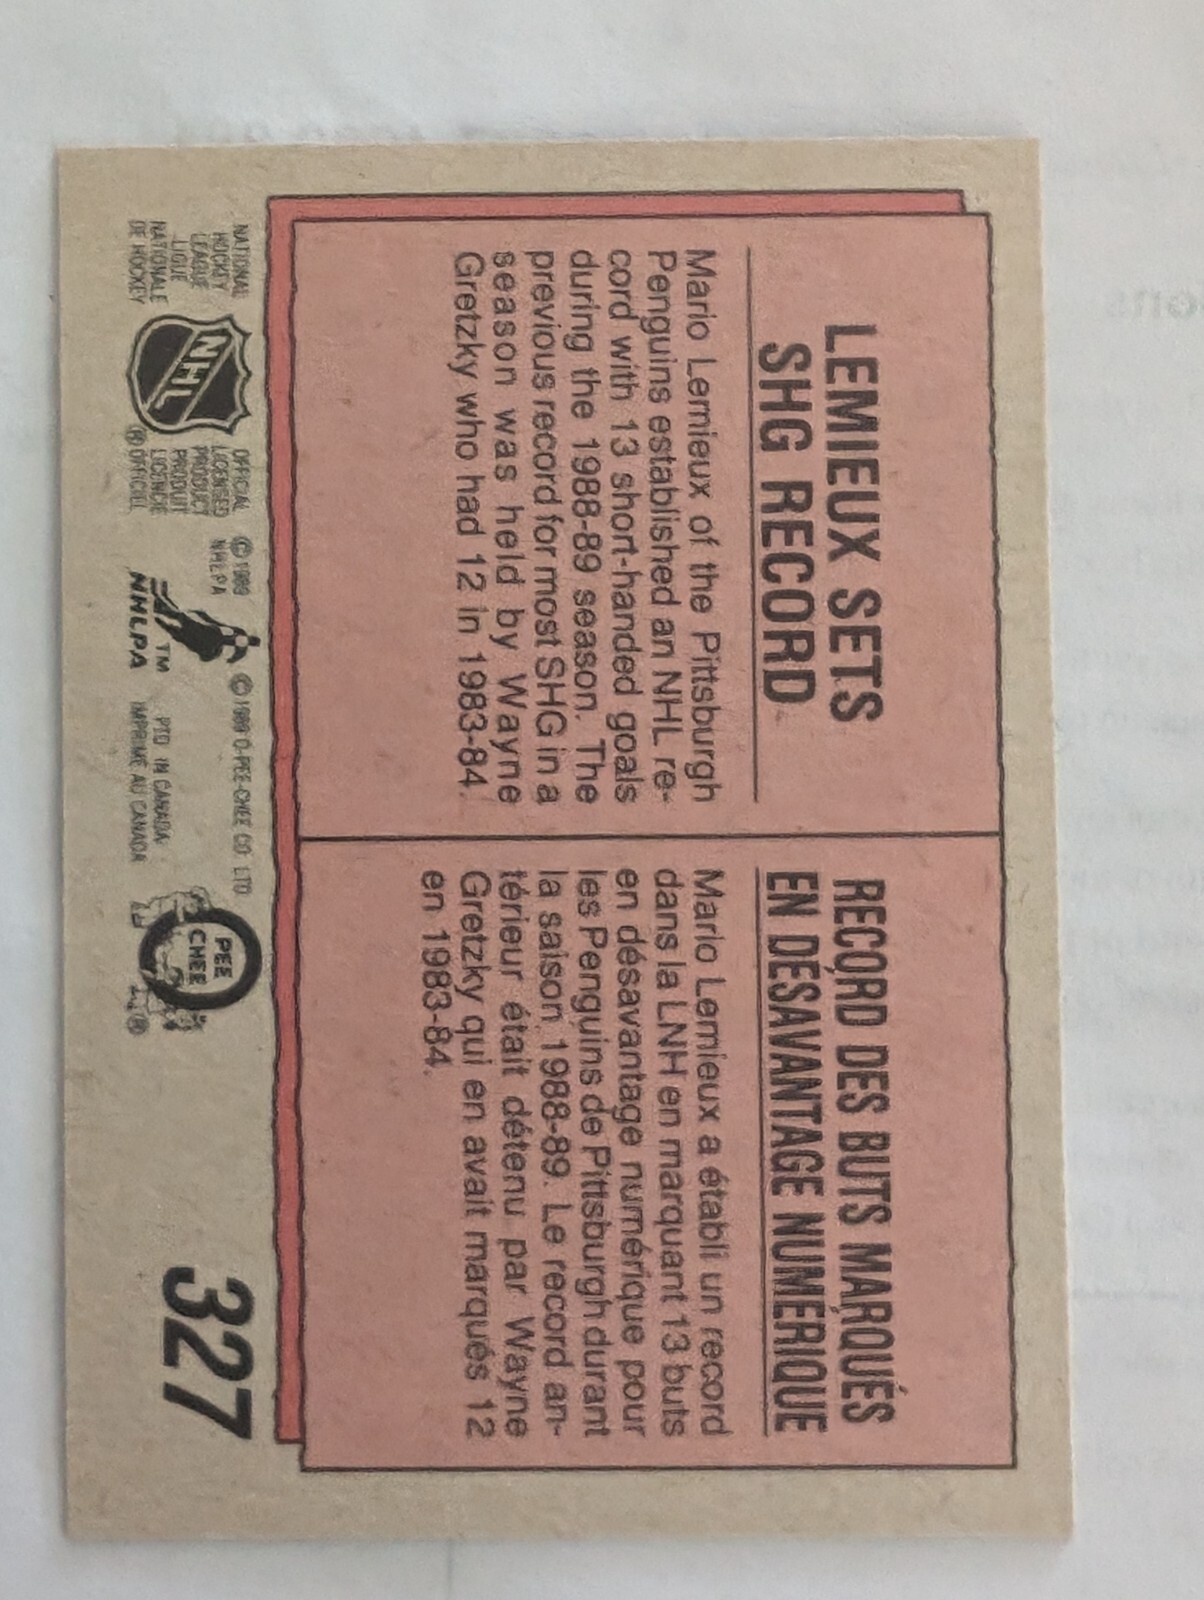 LEMIEUX SETS
SHG RECORD
Mario Lemieux of the Pittsburgh
Penguins established an NHL re-
cord with 13 short-handed goals
during the 1988-89 season. The
previous record for most SHG in a
season was held by Wayne
Gretzky who had 12 in 1983-84.
RECORD DES BUTS MARQUÉS
EN DÉSAVANTAGE NUMÉRIQUE
Mario Lemieux a établi un record
dans la LNH en marquant 13 buts
en désavantage numérique pour
les Penguins de Pittsburgh durant
la saison 1988-89. Le record an-
térieur était détenu par Wayne
Gretzky qui en avait marqués 12
en 1983-84.
NATIONAL
HOCKEY
LEAGUE
LIGUE
NATIONALE
DE HOCKEY
NHL
®
OFFICIAL
LICENSED
PRODUCT
PRODUIT
LICENCIÉ
OFFICIEL
© 1989
NHLPA
NHLPA
TM
© 1989 O-PEE-CHEE CO. LTD.
PTD. IN CANADA
IMPRIMÉ AU CANADA
PEE
CHEE
®
327